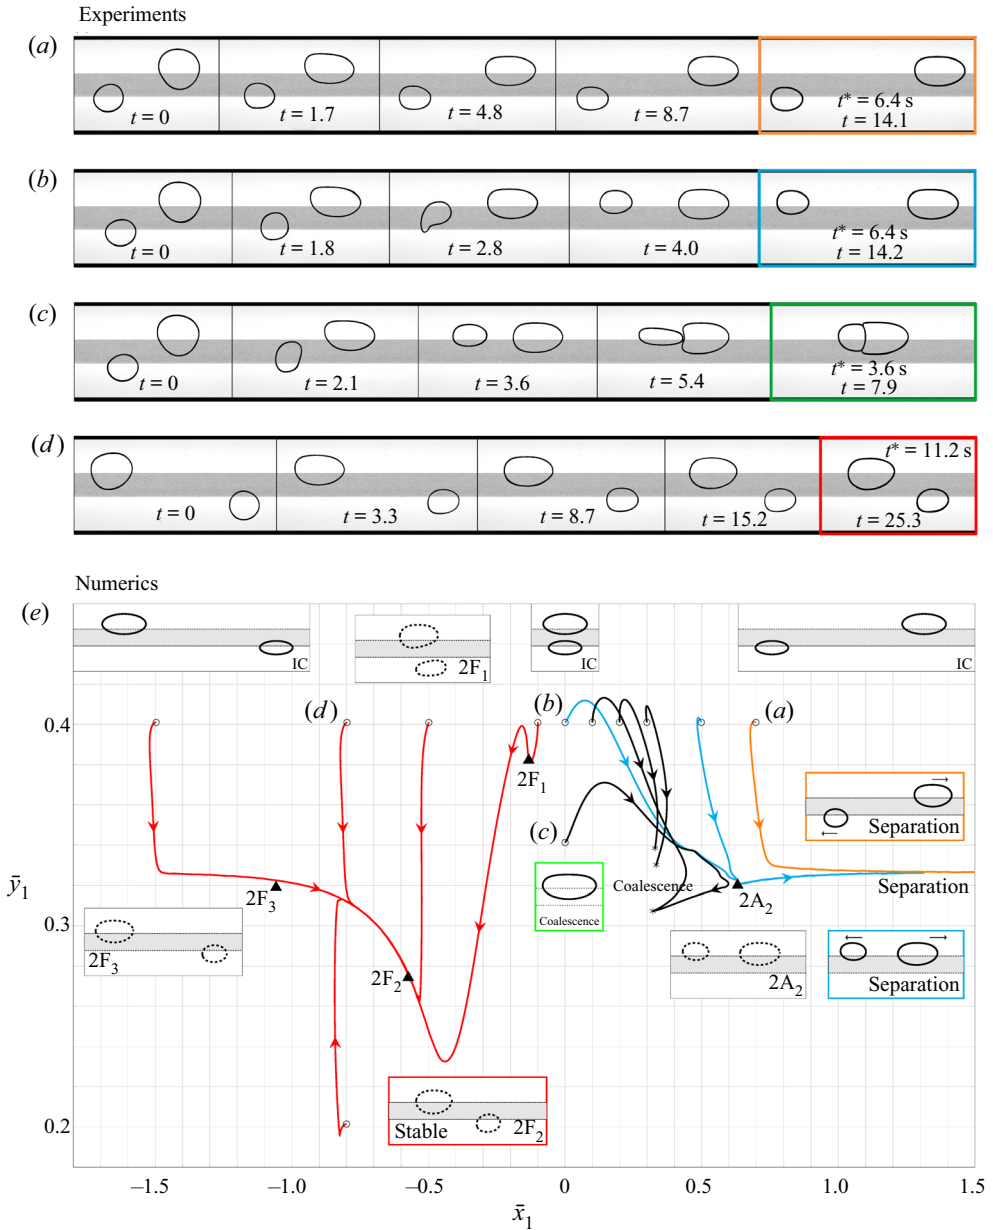 Experiments
(a)
t = 0
t = 1.7
t = 4.8
t = 8.7
t* = 6.4 s
t = 14.1
(b)
t = 0
t = 1.8
t = 2.8
t = 4.0
t* = 6.4 s
t = 14.2
(c)
t = 0
t = 2.1
t = 3.6
t = 5.4
t* = 3.6 s
t = 7.9
(d)
t = 0
t = 3.3
t = 8.7
t = 15.2
t* = 11.2 s
t = 25.3
Numerics
(e)
IC
2F₁
IC
IC
0.4
(d)
(b)
(a)
2F₁
(c)
Separation
ȳ₁
2F₃
Coalescence
2A₂
Separation
Coalescence
0.3
2F₃
2F₂
2A₂
Separation
Stable
2F₂
0.2
−1.5
−1.0
−0.5
0
0.5
1.0
1.5
x̄₁